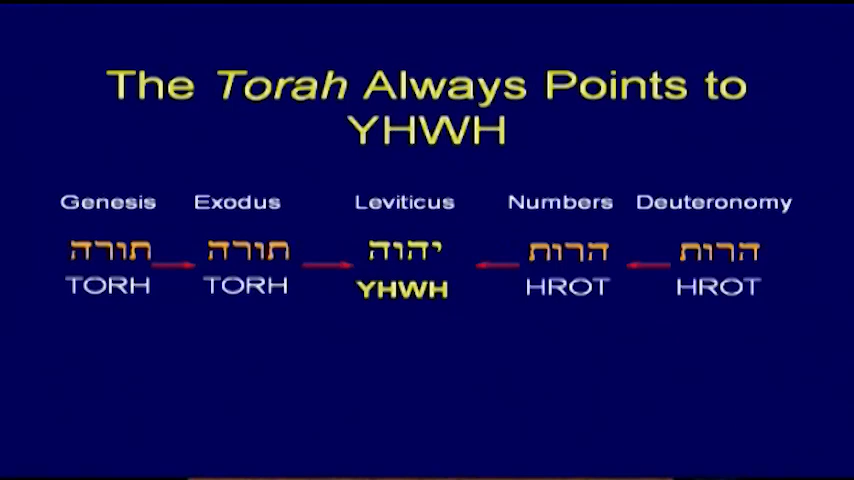 The Torah Always Points to
YHWH
Genesis Exodus Leviticus Numbers Deuteronomy
תורה תורה יהוה הרות הרות
TORH TORH YHWH HROT HROT